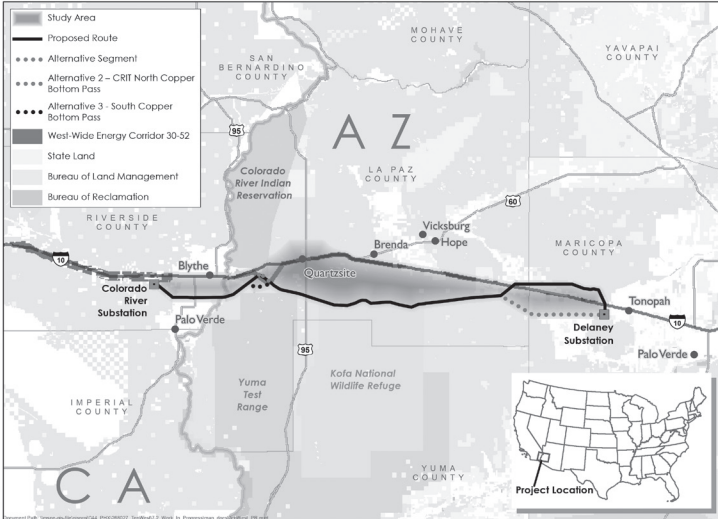 Study Area
Proposed Route
Alternative Segment
Alternative 2 – CRIT North Copper
Bottom Pass
Alternative 3 - South Copper
Bottom Pass
West-Wide Energy Corridor 30-52
State Land
Bureau of Land Management
Bureau of Reclamation
MOHAVE
COUNTY
YAVAPAI
COUNTY
SAN
BERNARDINO
COUNTY
95
A Z
Colorado
River Indian
Reservation
LA PAZ
COUNTY
60
RIVERSIDE
COUNTY
Vicksburg
Hope
Brenda
MARICOPA
COUNTY
10
Blythe
Quartzsite
Colorado
River
Substation
Tonopah
Delaney
Substation
10
Palo Verde
95
Palo Verde
Yuma
Test
Range
Kofa National
Wildlife Refuge
IMPERIAL
COUNTY
C A
YUMA
COUNTY
Project Location